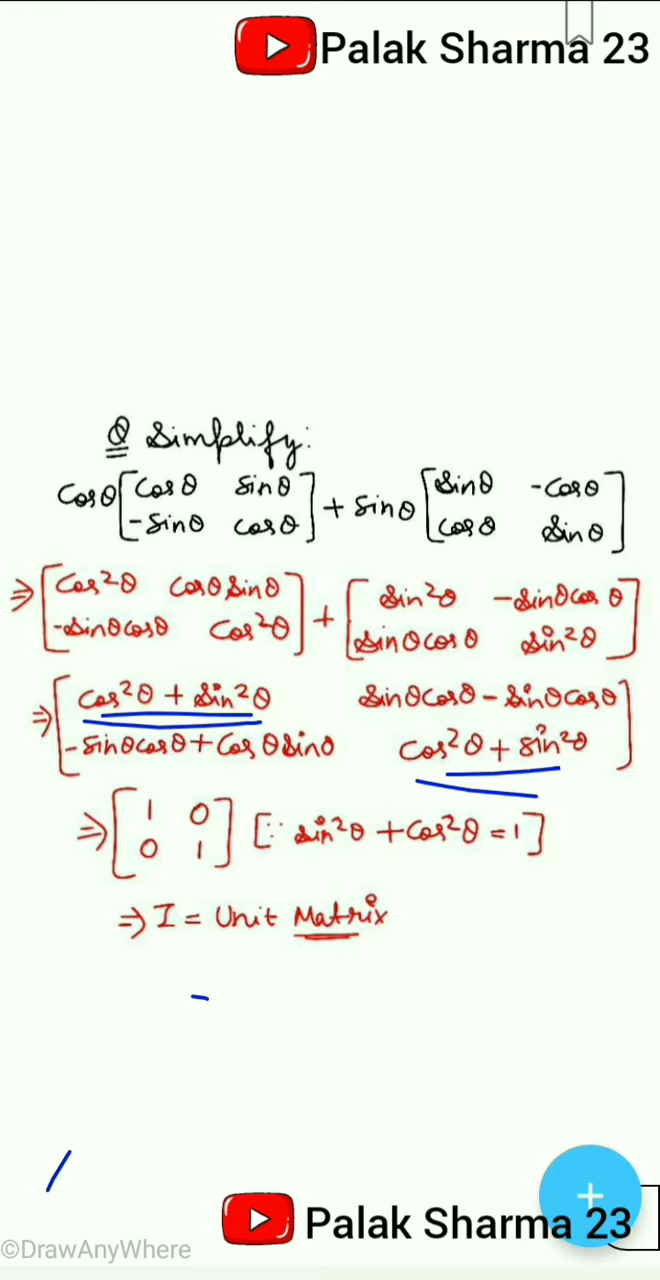 Palak Sharma 23
Q Simplify:
Cosθ [Cosθ sinθ] + sinθ [sinθ -cosθ]
[-sinθ cosθ] [cosθ sinθ]
⇒ [Cos²θ cosθ sinθ] + [sin²θ -sinθcosθ]
[-sinθcosθ Cos²θ] [sinθcosθ sin²θ]
⇒ [cos²θ + sin²θ sinθcosθ - sinθcosθ]
[-sinθcosθ + Cosθsinθ cos²θ + sin²θ]
⇒ [1 0] [∵ sin²θ + cos²θ = 1]
[0 1]
⇒ I = Unit Matrix
Palak Sharma 23
©DrawAnyWhere